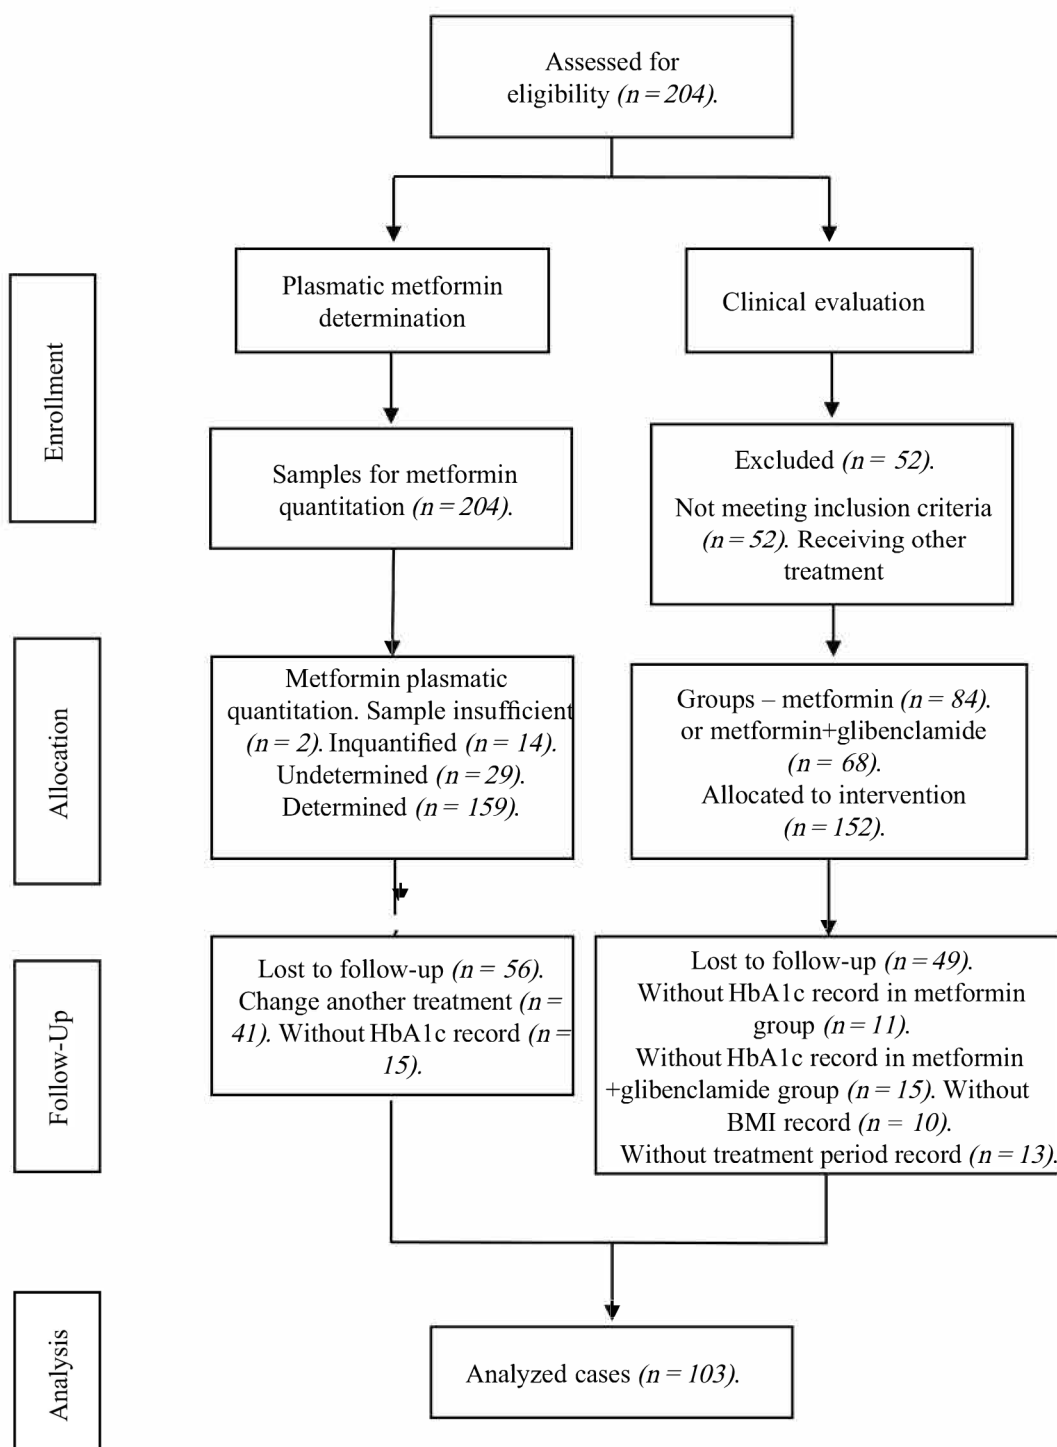 Assessed for
eligibility (n = 204).
Plasmatic metformin
determination
Clinical evaluation
Enrollment
Samples for metformin
quantitation (n = 204).
Excluded (n = 52).
Not meeting inclusion criteria
(n = 52). Receiving other
treatment
Allocation
Metformin plasmatic
quantitation. Sample insufficient
(n = 2). Inquantified (n = 14).
Undetermined (n = 29).
Determined (n = 159).
Groups – metformin (n = 84).
or metformin+glibenclamide
(n = 68).
Allocated to intervention
(n = 152).
Follow-Up
Lost to follow-up (n = 56).
Change another treatment (n =
41). Without HbA1c record (n =
15).
Lost to follow-up (n = 49).
Without HbA1c record in metformin
group (n = 11).
Without HbA1c record in metformin
+glibenclamide group (n = 15). Without
BMI record (n = 10).
Without treatment period record (n = 13).
Analysis
Analyzed cases (n = 103).